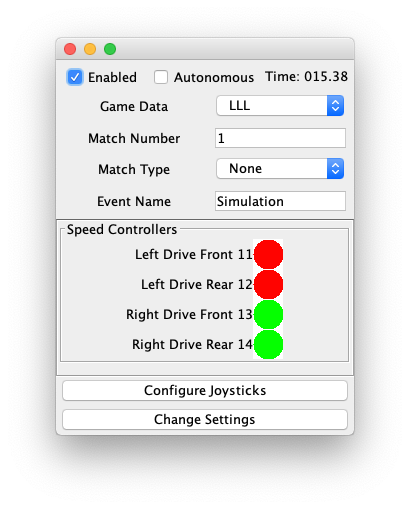 Enabled Autonomous Time: 015.38
Game Data LLL
Match Number 1
Match Type None
Event Name Simulation
Speed Controllers
Left Drive Front 11
Left Drive Rear 12
Right Drive Front 13
Right Drive Rear 14
Configure Joysticks
Change Settings